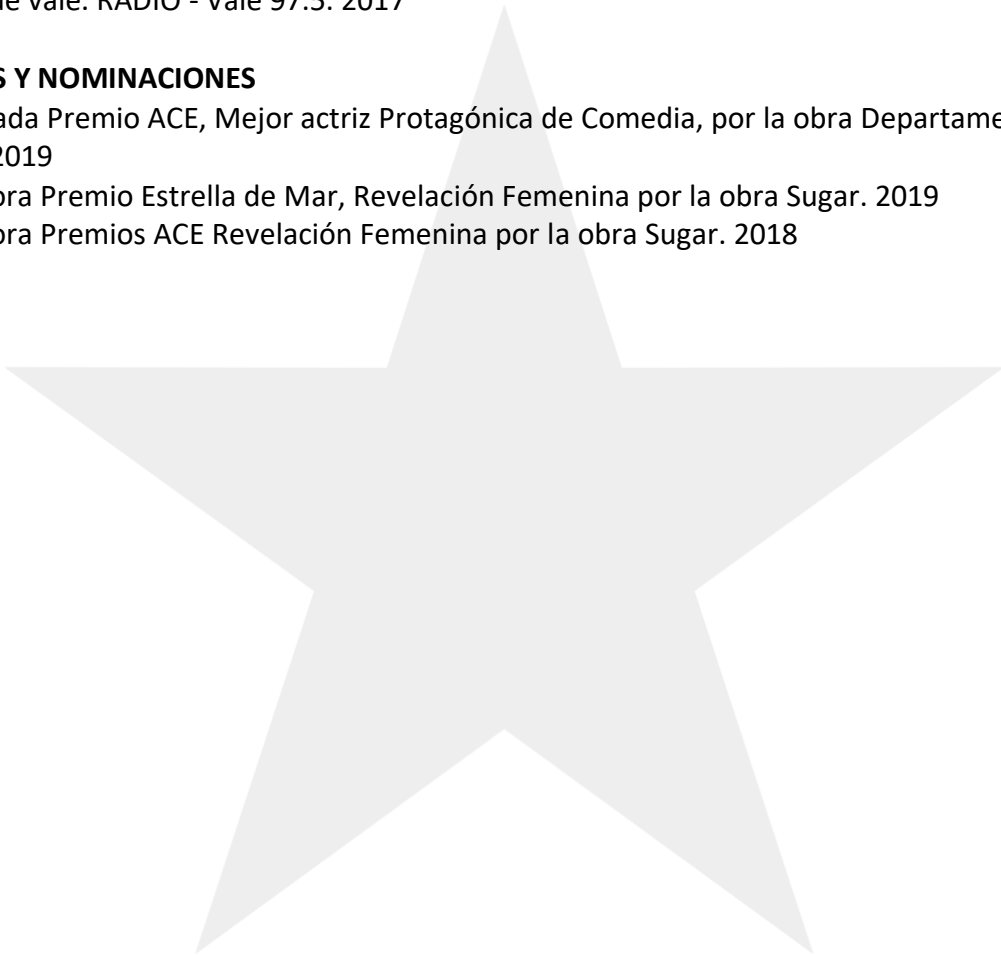 vale. RADIO - Vale 97.5. 2017
S Y NOMINACIONES
ada Premio ACE, Mejor actriz Protagónica de Comedia, por la obra Departame
2019
ora Premio Estrella de Mar, Revelación Femenina por la obra Sugar. 2019
ora Premios ACE Revelación Femenina por la obra Sugar. 2018